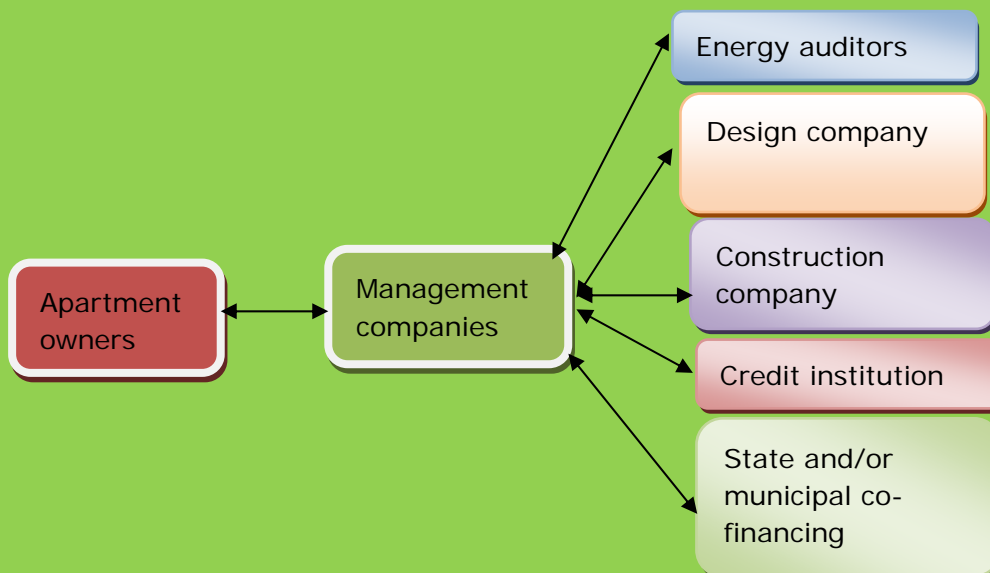 Energy auditors
Design company
Construction
company
Apartment
owners
Management
companies
Credit institution
State and/or
municipal co-
financing